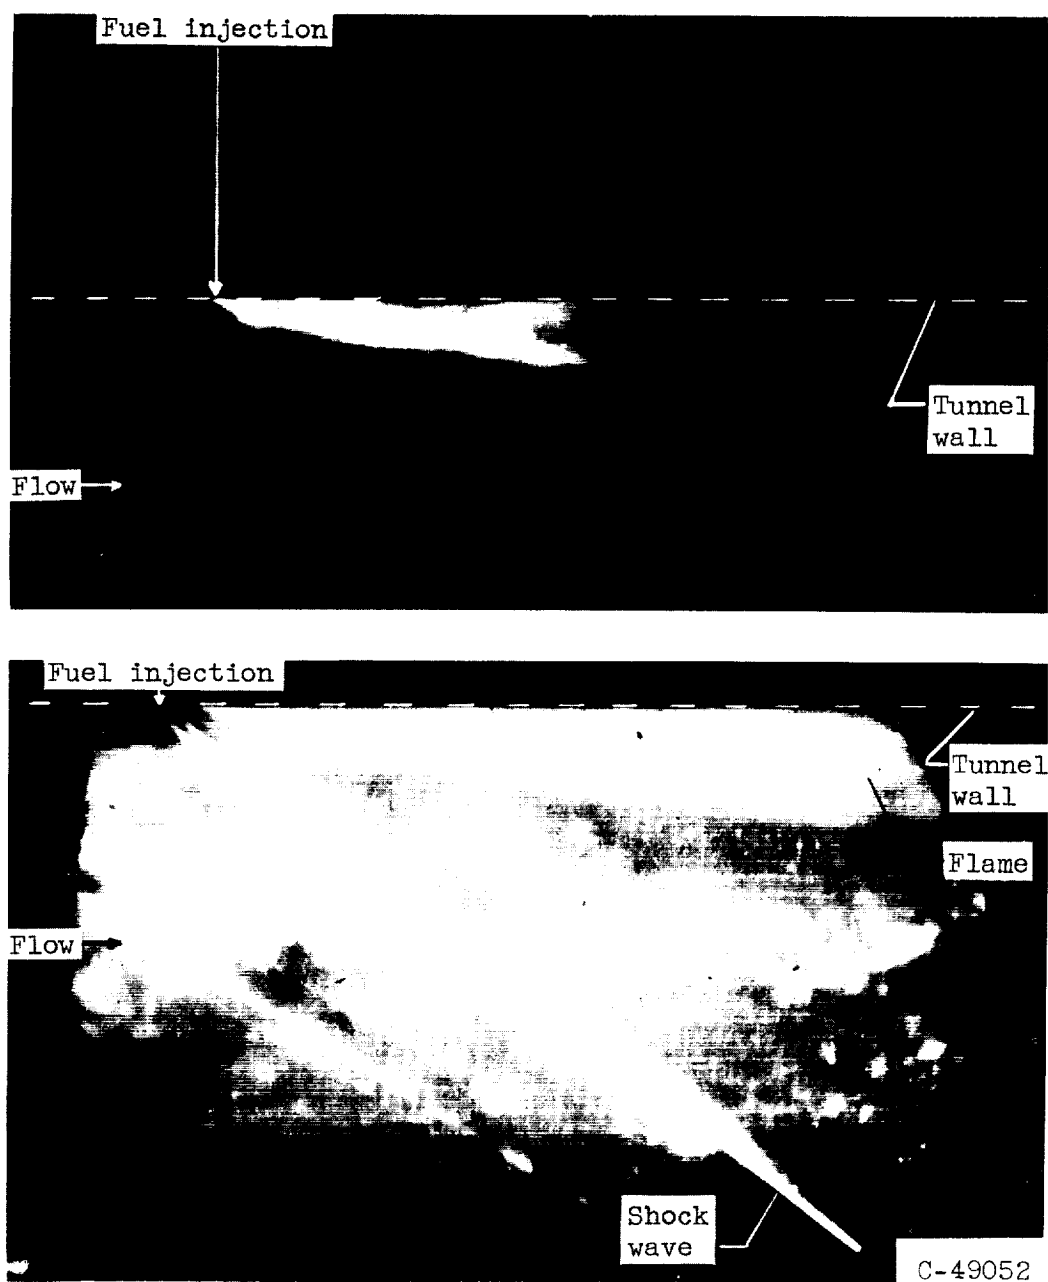 Fuel injection
Tunnel
wall
Flow
Fuel injection
Tunnel
wall
Flame
Flow
Shock
wave
C-49052